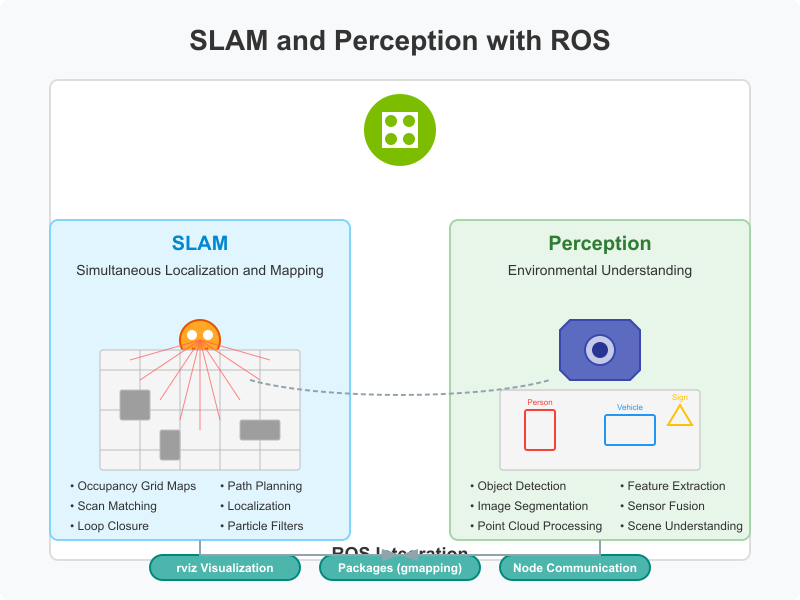 SLAM and Perception with ROS
SLAM
Simultaneous Localization and Mapping
• Occupancy Grid Maps
• Path Planning
• Scan Matching
• Localization
• Loop Closure
• Particle Filters
Perception
Environmental Understanding
Person
Vehicle
Sign
• Object Detection
• Feature Extraction
• Image Segmentation
• Sensor Fusion
• Point Cloud Processing
• Scene Understanding
ROS Integration
rviz Visualization
Packages (gmapping)
Node Communication